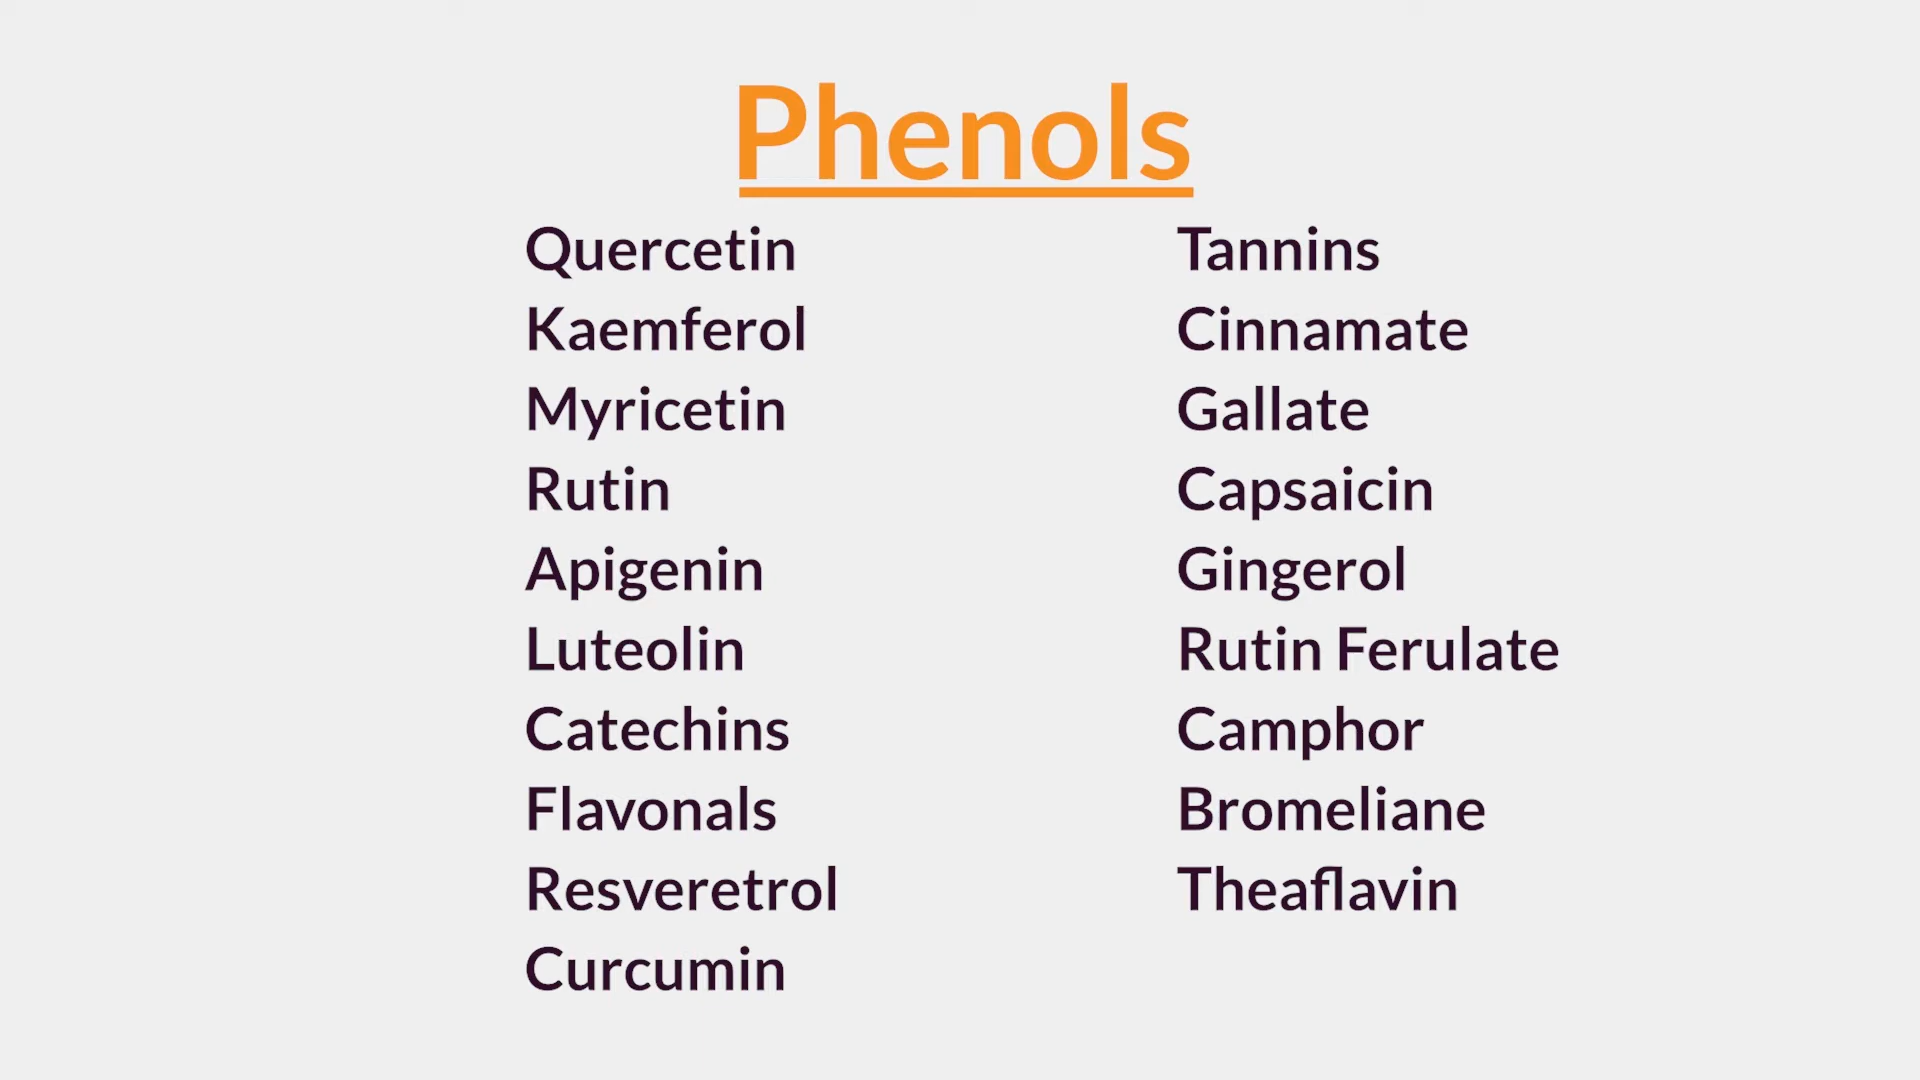 Phenols
Quercetin
Kaemferol
Myricetin
Rutin
Apigenin
Luteolin
Catechins
Flavonals
Resveretrol
Curcumin
Tannins
Cinnamate
Gallate
Capsaicin
Gingerol
Rutin Ferulate
Camphor
Bromeliane
Theaflavin